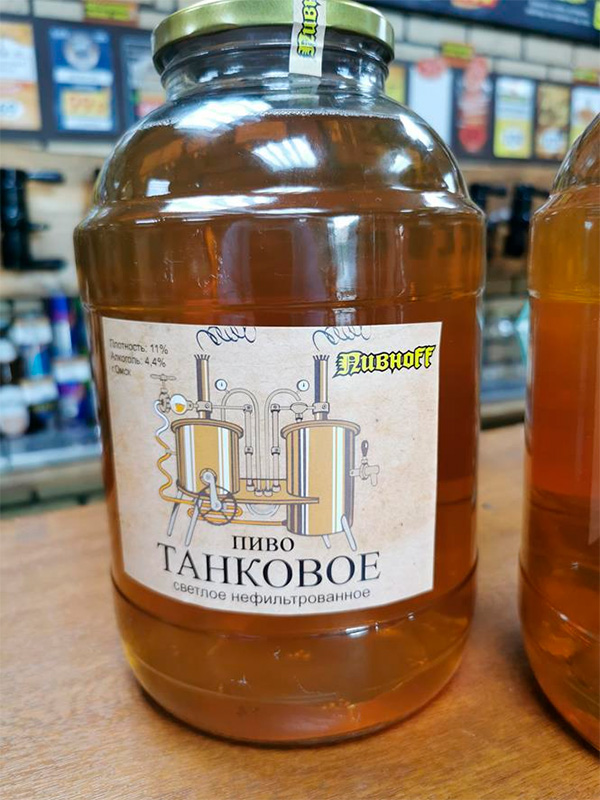 Плотность: 11%
Алкоголь: 4,4%
г.Омск
ПивноFF
ПИВО
ТАНКОВОЕ
светлое нефильтрованное